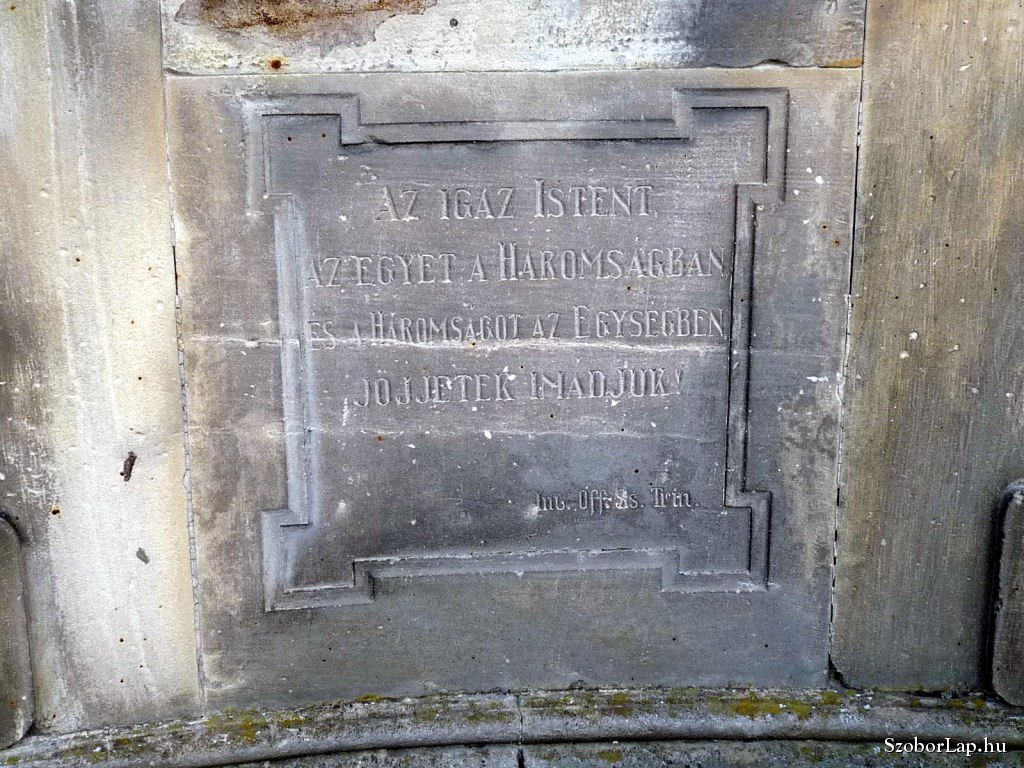 AZ IGAZ ISTENT,
AZ EGYET A HÁROMSÁGBAN
ÉS A HÁROMSÁGOT AZ EGYSÉGBEN
JÖJJETEK IMÁDJUK!
Inv. Off. Ss. Trin.
SzoborLap.hu